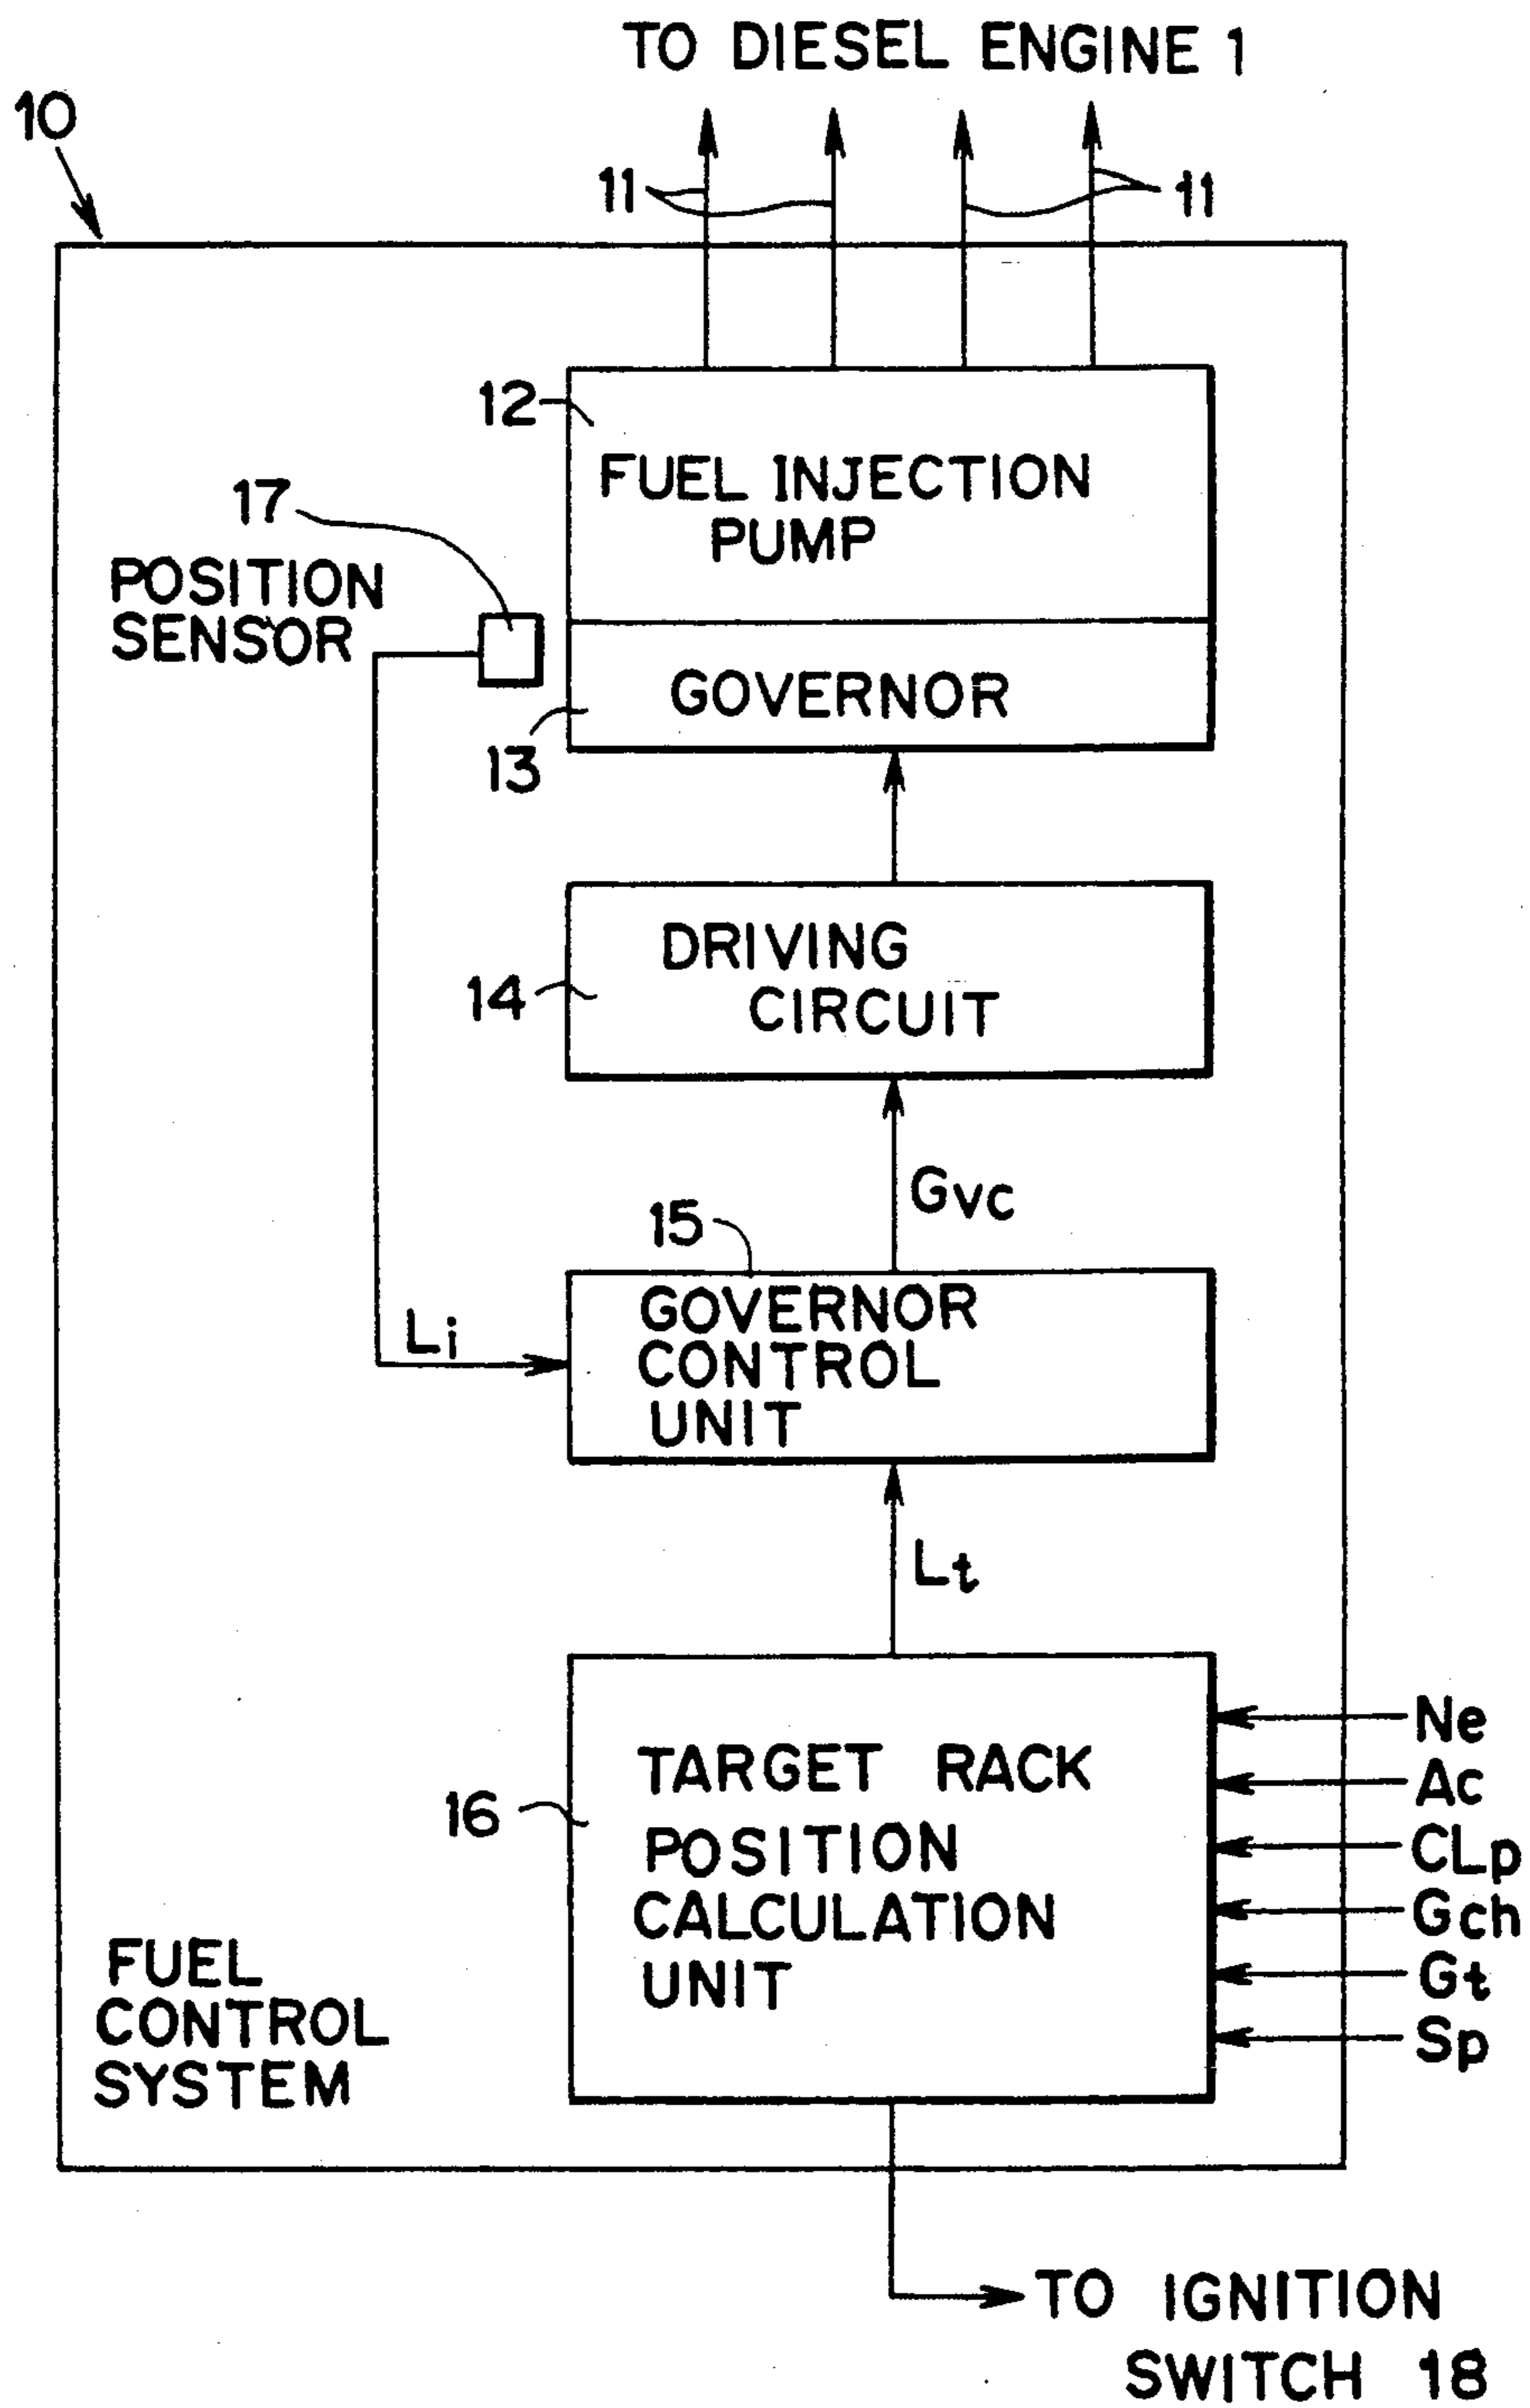 TO DIESEL ENGINE 1
10
11
11
12
FUEL INJECTION
PUMP
17
POSITION
SENSOR
GOVERNOR
13
DRIVING
CIRCUIT
14
Gvc
15
GOVERNOR
CONTROL
UNIT
Li
Lt
Ne
TARGET RACK
Ac
16
POSITION
CLp
CALCULATION
Gch
UNIT
Gt
Sp
FUEL
CONTROL
SYSTEM
TO IGNITION
SWITCH 18